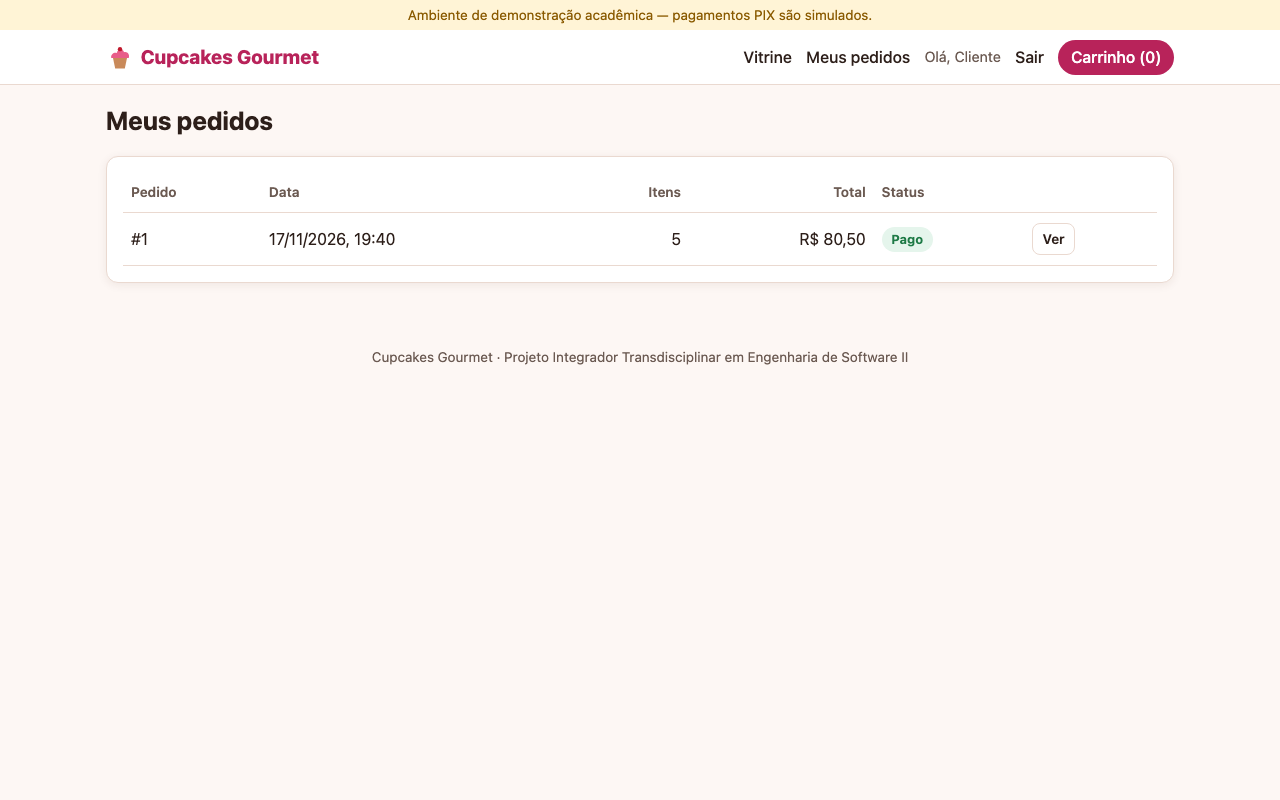 Ambiente de demonstração acadêmica — pagamentos PIX são simulados.
Cupcakes Gourmet Vitrine Meus pedidos Olá, Cliente Sair Carrinho (0)
Meus pedidos
Pedido Data Itens Total Status
#1 17/11/2026, 19:40 5 R$ 80,50 Pago Ver
Cupcakes Gourmet · Projeto Integrador Transdisciplinar em Engenharia de Software II